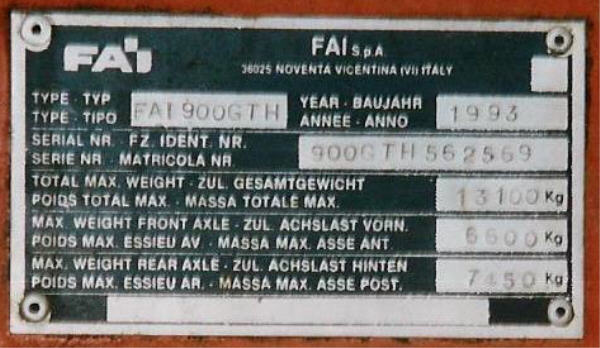 FAI
FAI S.p.A.
36025 NOVENTA VICENTINA (VI) ITALY
TYPE - TYP
TYPE - TIPO
FAI 900GTH
YEAR - BAUJAHR
ANNEE - ANNO
1993
SERIAL NR. - FZ. IDENT. NR.
SERIE NR - MATRICOLA NR.
900GTH562569
TOTAL MAX. WEIGHT - ZUL. GESAMTGEWICHT
POIDS TOTAL MAX. - MASSA TOTALE MAX.
13100 Kg
MAX. WEIGHT FRONT AXLE - ZUL. ACHSLAST VORN.
POIDS MAX. ESSIEU AV - MASSA MAX. ASSE ANT.
6600 Kg
MAX. WEIGHT REAR AXLE - ZUL. ACHSLAST HINTEN
POIDS MAX. ESSIEU AR. - MASSA MAX. ASSE POST.
7450 Kg